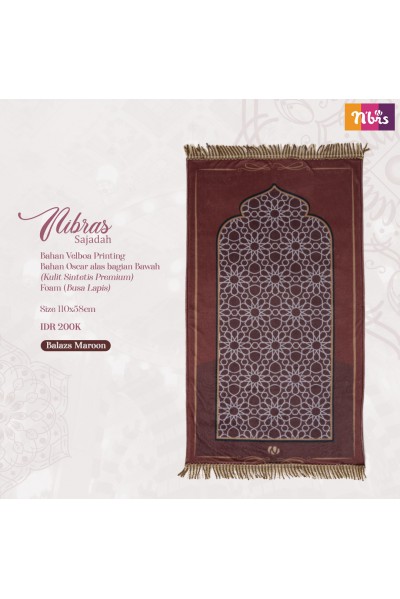 Nbrs
Nibras
Sajadah
Bahan Velboa Printing
Bahan Oscar alas bagian Bawah
(Kulit Sintetis Premium)
Foam (Busa Lapis)
Size 110x58cm
IDR 200K
Balazs Maroon